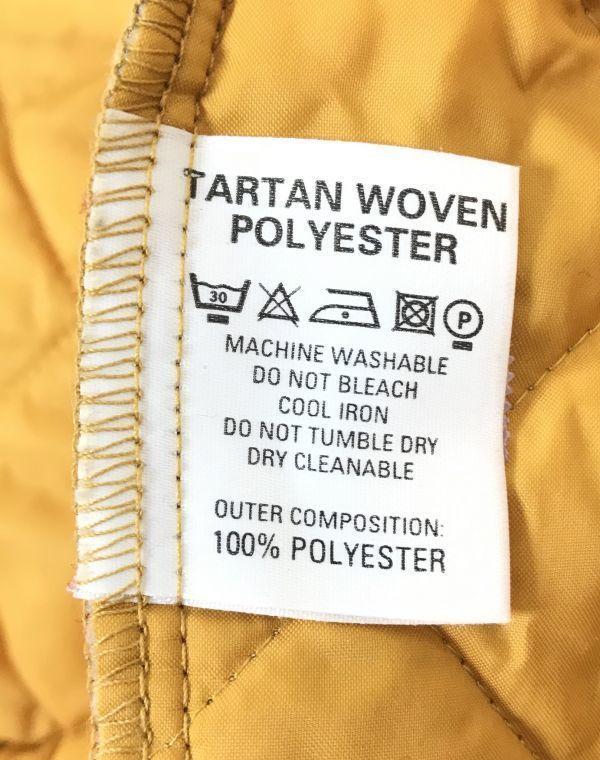 TARTAN WOVEN
POLYESTER
30 P
MACHINE WASHABLE
DO NOT BLEACH
COOL IRON
DO NOT TUMBLE DRY
DRY CLEANABLE
OUTER COMPOSITION:
100% POLYESTER